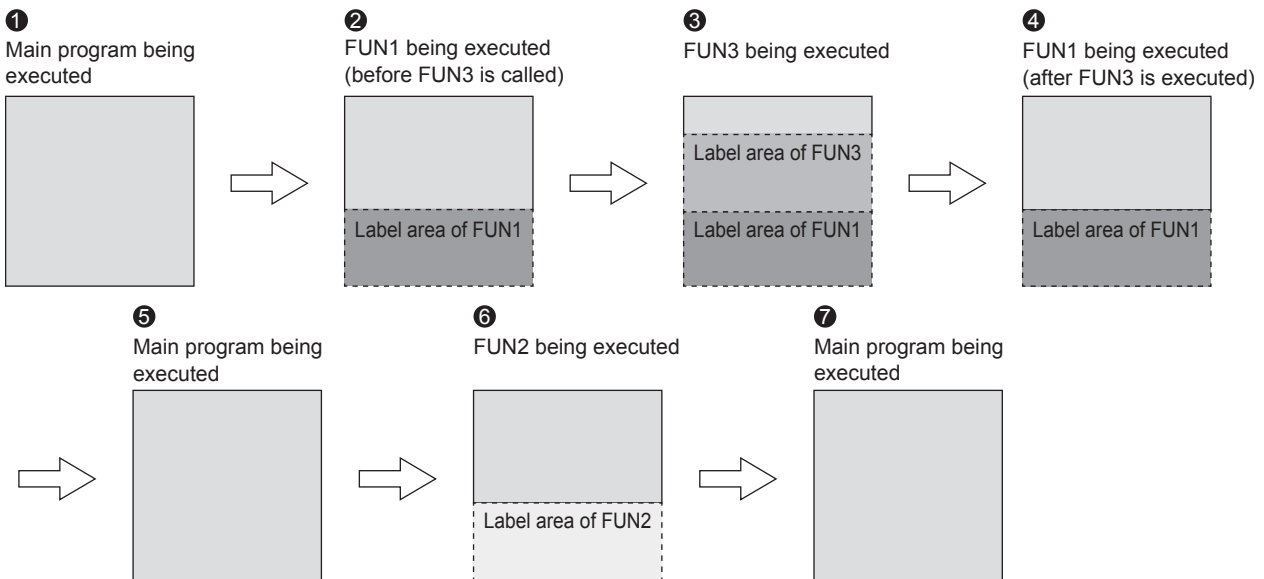 ❶
Main program being
executed
❷
FUN1 being executed
(before FUN3 is called)
Label area of FUN1
❸
FUN3 being executed
Label area of FUN3
Label area of FUN1
❹
FUN1 being executed
(after FUN3 is executed)
Label area of FUN1
❺
Main program being
executed
❻
FUN2 being executed
Label area of FUN2
❼
Main program being
executed